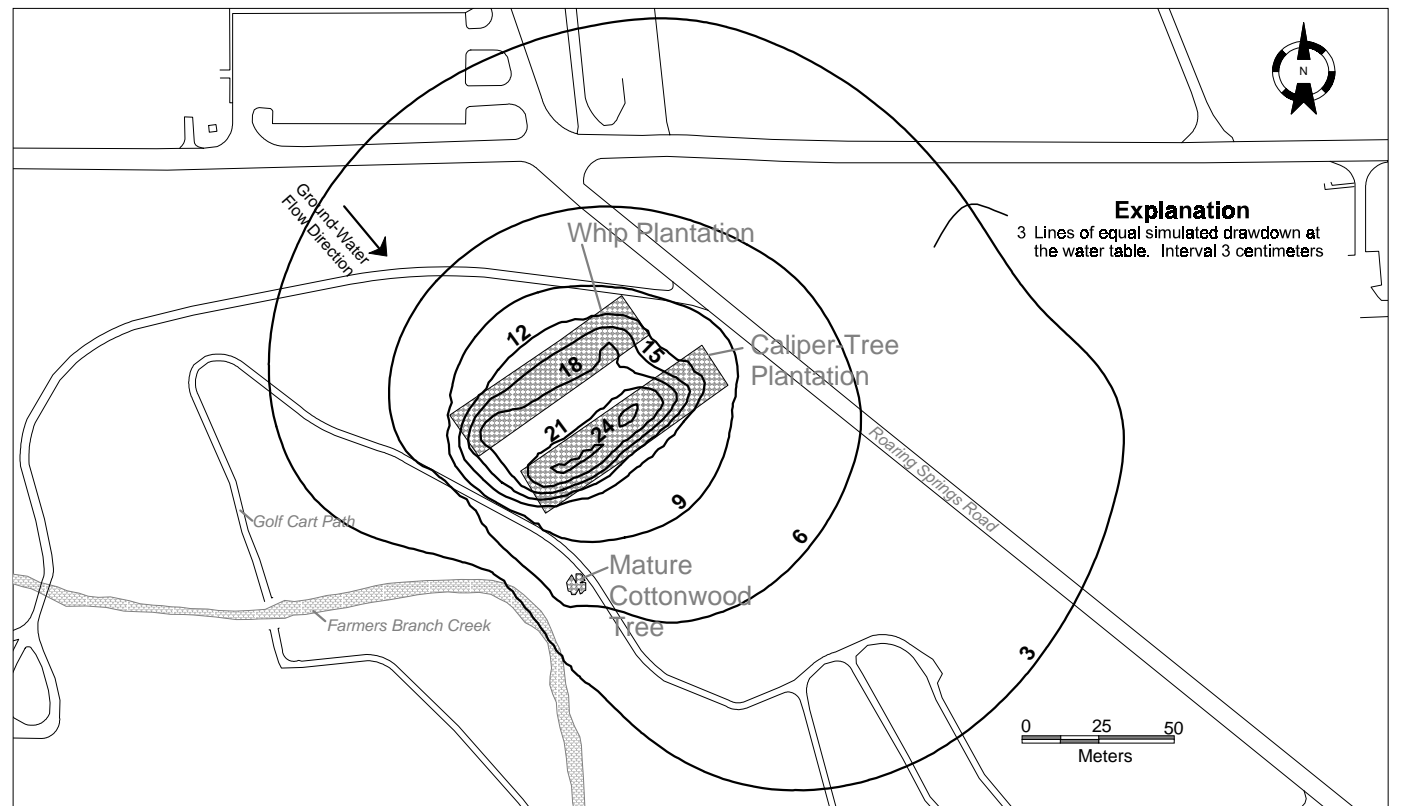 N
Ground-Water
Flow Direction
Explanation
3 Lines of equal simulated drawdown at
the water table. Interval 3 centimeters
Whip Plantation
12
15
18
Caliper-Tree
Plantation
21
24
9
6
3
Roaring Springs Road
Golf Cart Path
Mature
Cottonwood
Tree
Farmers Branch Creek
0 25 50
Meters